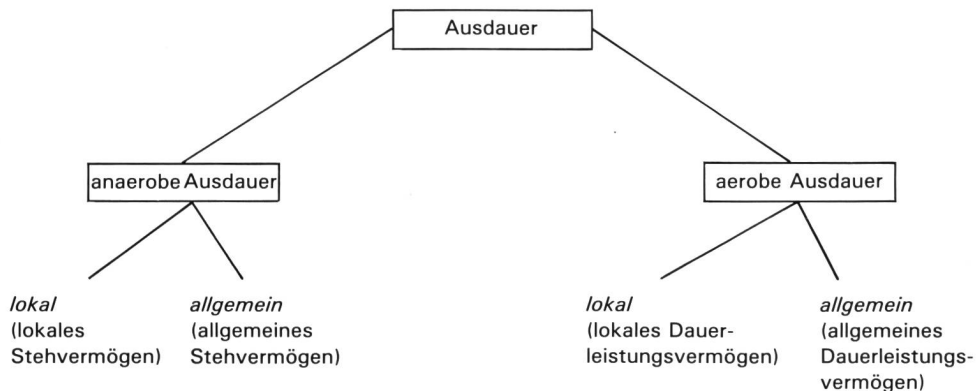 Ausdauer
anaerobe Ausdauer
aerobe Ausdauer
lokal
(lokales
Stehvermögen)
allgemein
(allgemeines
Stehvermögen)
lokal
(lokales Dauer-
leistungsvermögen)
allgemein
(allgemeines
Dauerleistungs-
vermögen)